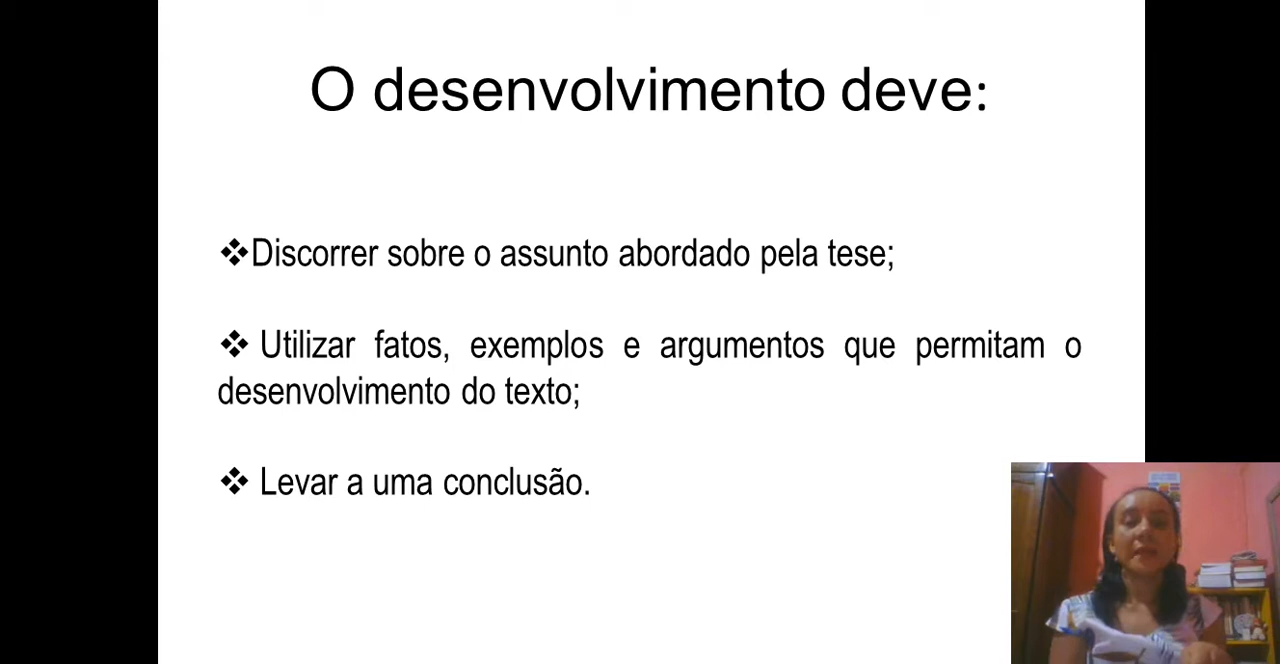 O desenvolvimento deve:
❖Discorrer sobre o assunto abordado pela tese;
❖ Utilizar fatos, exemplos e argumentos que permitam o
desenvolvimento do texto;
❖ Levar a uma conclusão.